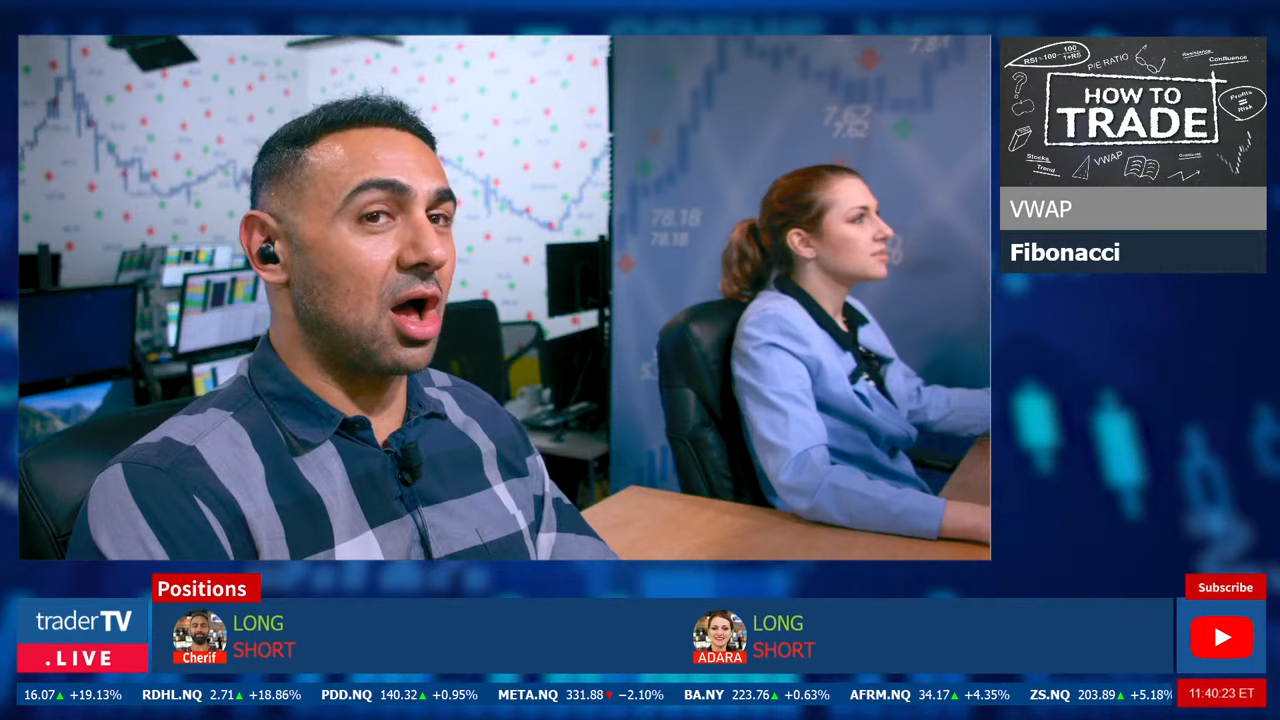 RSI = 100 - 100
1+RS
P/E RATIO
Resistance
Confluence
HOW TO
TRADE
Profits
=
Risk
Stocks
Trend
VWAP
VWAP
Fibonacci
7.62
7.62
78.18
78.18
Positions
Subscribe
traderTV
.LIVE
Cherif
LONG
SHORT
ADARA
LONG
SHORT
16.07▲ +19.13% RDHL.NQ 2.71▲ +18.86% PDD.NQ 140.32▲ +0.95% META.NQ 331.88▼ −2.10% BA.NY 223.76▲ +0.63% AFRM.NQ 34.17▲ +4.35% ZS.NQ 203.89▲ +5.18%
11:40:23 ET